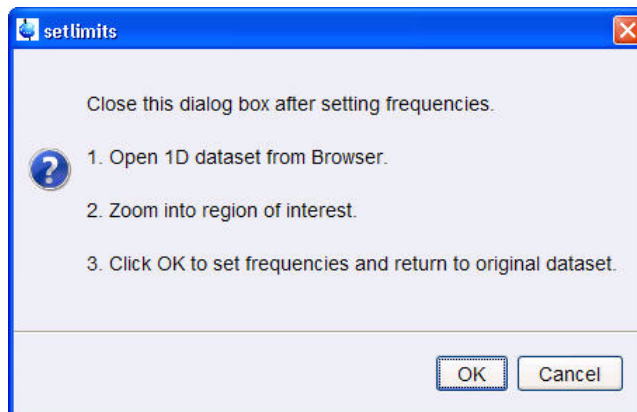 setlimits
Close this dialog box after setting frequencies.
1. Open 1D dataset from Browser.
2. Zoom into region of interest.
3. Click OK to set frequencies and return to original dataset.
OK Cancel